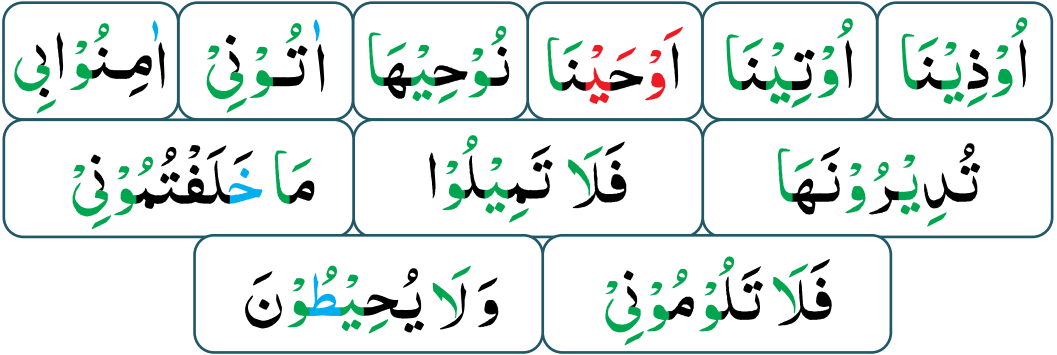 اُوْذِيْنَا اُوْتِيْنَا اَوْحَيْنَا نُوْحِيْهَا اٰتُوْنِيْ اٰمِنُوْابِي
تُدِيْرُوْنَهَا فَلَا تَمِيْلُوْا مَا خَلَفْتُمُوْنِيْ
فَلَا تَلُوْمُوْنِيْ وَلَا يُحِيْطُوْنَ